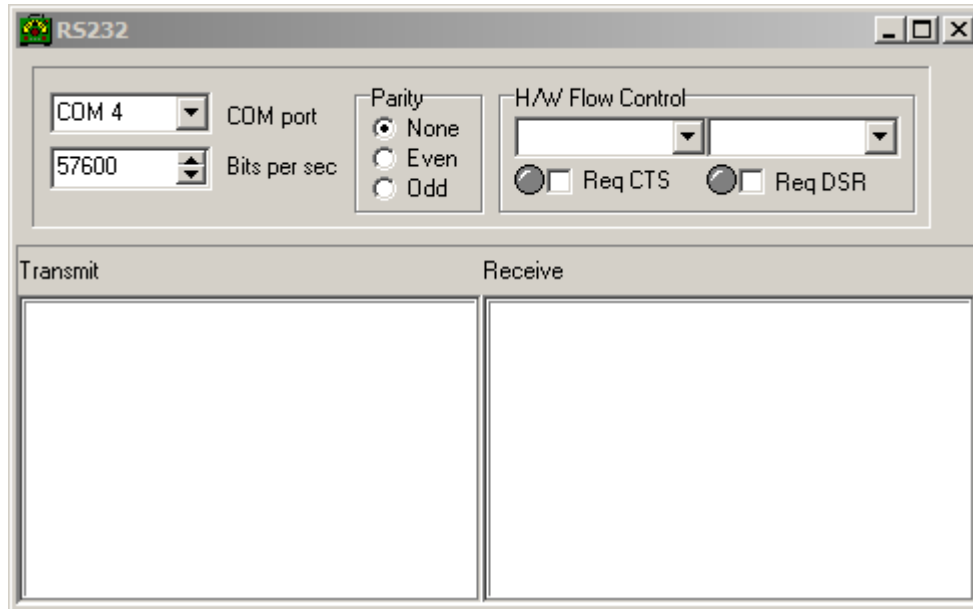 RS232
COM 4 COM port
57600 Bits per sec
Parity
None
Even
Odd
H/W Flow Control
Req CTS Req DSR
Transmit
Receive